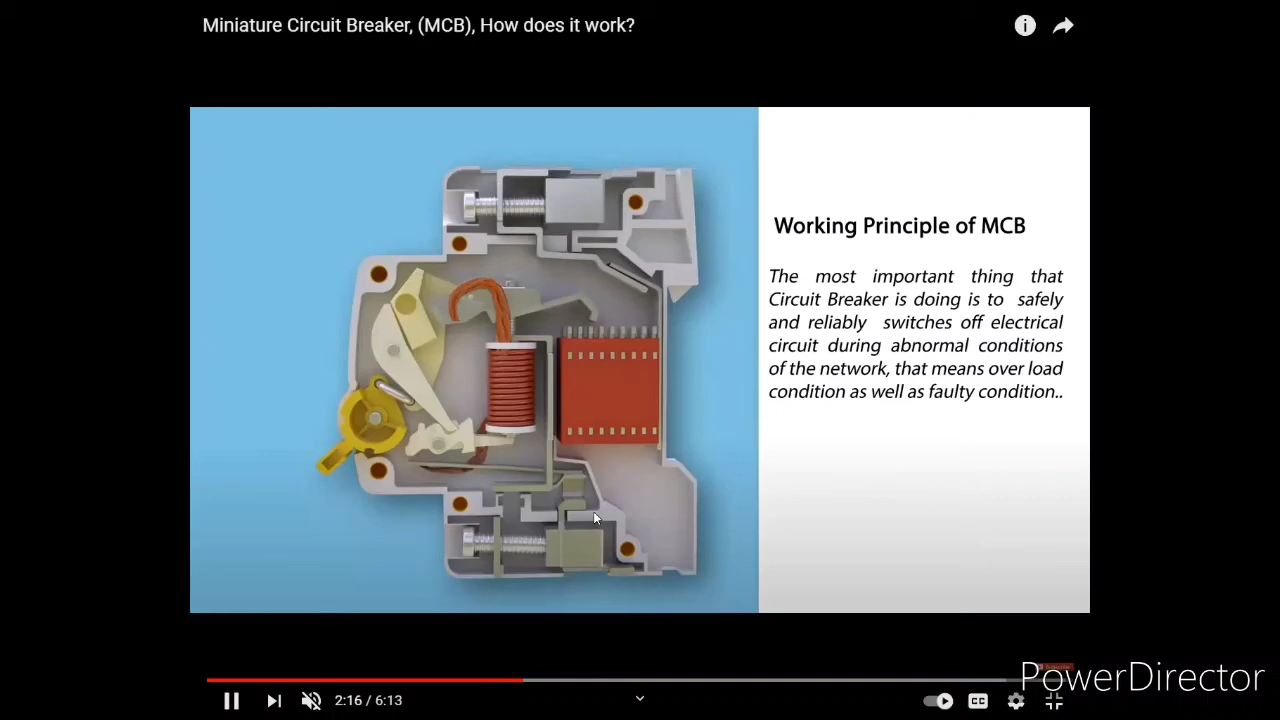 Miniature Circuit Breaker, (MCB), How does it work?
Working Principle of MCB
The most important thing that
Circuit Breaker is doing is to safely
and reliably switches off electrical
circuit during abnormal conditions
of the network, that means over load
condition as well as faulty condition..
2:16 / 6:13
CC
PowerDirector